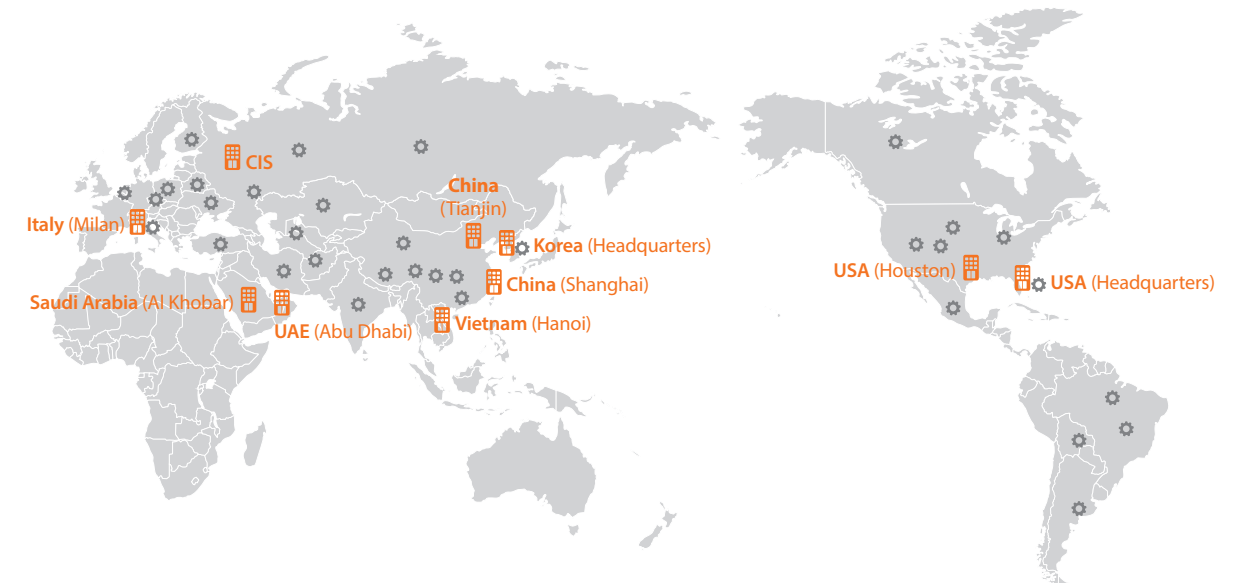 CIS
China
(Tianjin)
Italy (Milan)
Korea (Headquarters)
USA (Houston)
China (Shanghai)
USA (Headquarters)
Saudi Arabia (Al Khobar)
UAE (Abu Dhabi)
Vietnam (Hanoi)